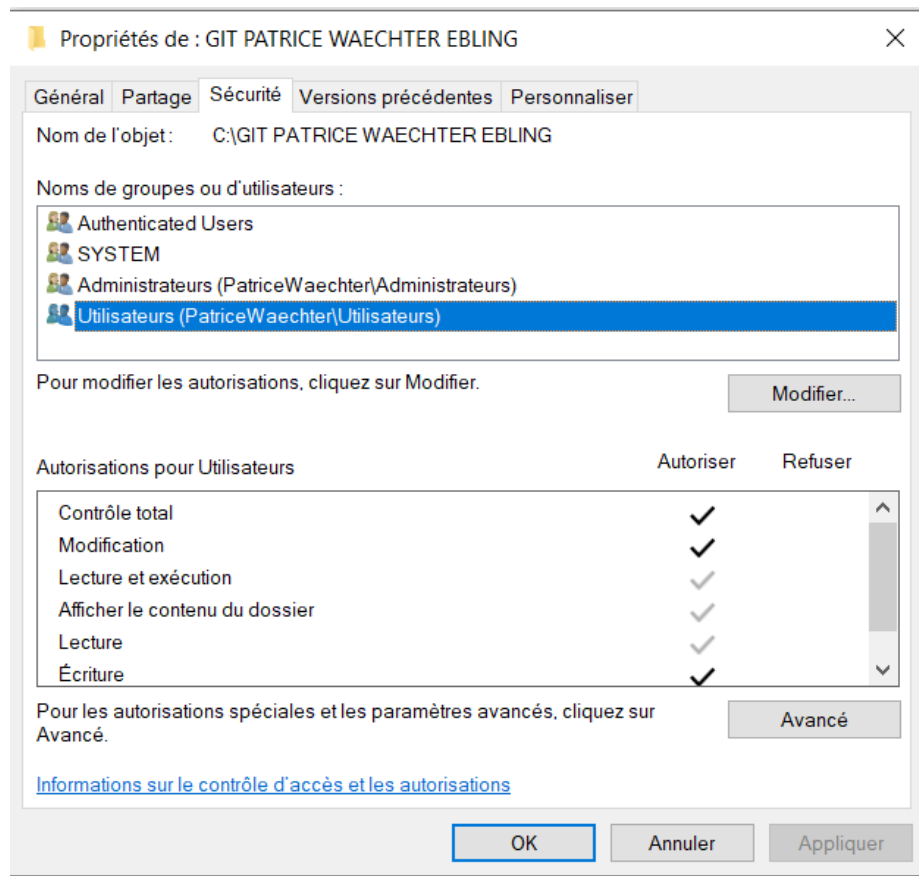 Propriétés de : GIT PATRICE WAECHTER EBLING
Général Partage Sécurité Versions précédentes Personnaliser
Nom de l'objet : C:\GIT PATRICE WAECHTER EBLING
Noms de groupes ou d'utilisateurs :
Authenticated Users
SYSTEM
Administrateurs (PatriceWaechter\Administrateurs)
Utilisateurs (PatriceWaechter\Utilisateurs)
Pour modifier les autorisations, cliquez sur Modifier.
Modifier...
Autorisations pour Utilisateurs Autoriser Refuser
Contrôle total
Modification
Lecture et exécution
Afficher le contenu du dossier
Lecture
Écriture
Pour les autorisations spéciales et les paramètres avancés, cliquez sur
Avancé.
Avancé
Informations sur le contrôle d'accès et les autorisations
OK Annuler Appliquer